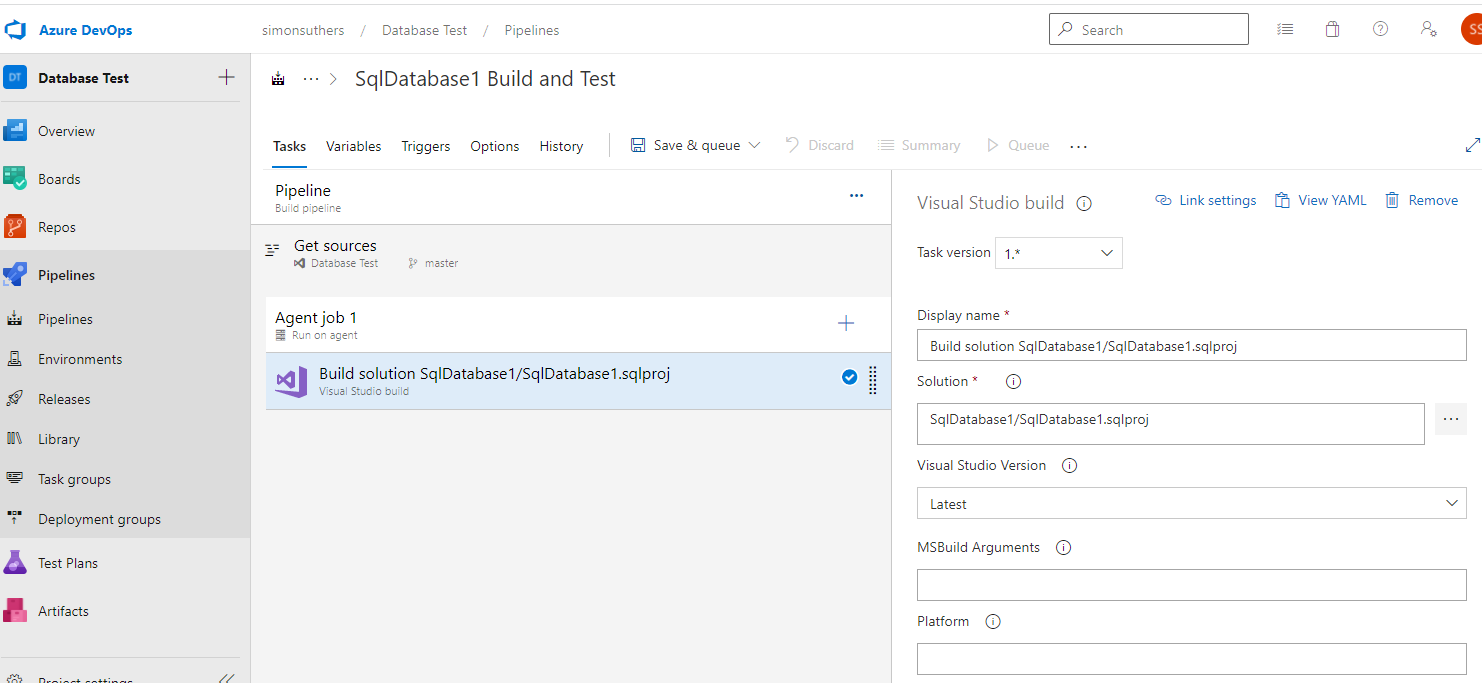 Azure DevOps
simonsuthers / Database Test / Pipelines
Search
SS
DT Database Test
Overview
Boards
Repos
Pipelines
Pipelines
Environments
Releases
Library
Task groups
Deployment groups
Test Plans
Artifacts
Project settings
... > SqlDatabase1 Build and Test
Tasks Variables Triggers Options History Save & queue Discard Summary Queue ...
Pipeline
Build pipeline
Get sources
Database Test master
Agent job 1
Run on agent
Build solution SqlDatabase1/SqlDatabase1.sqlproj
Visual Studio build
Visual Studio build Link settings View YAML Remove
Task version 1.*
Display name *
Build solution SqlDatabase1/SqlDatabase1.sqlproj
Solution *
SqlDatabase1/SqlDatabase1.sqlproj
Visual Studio Version
Latest
MSBuild Arguments
Platform